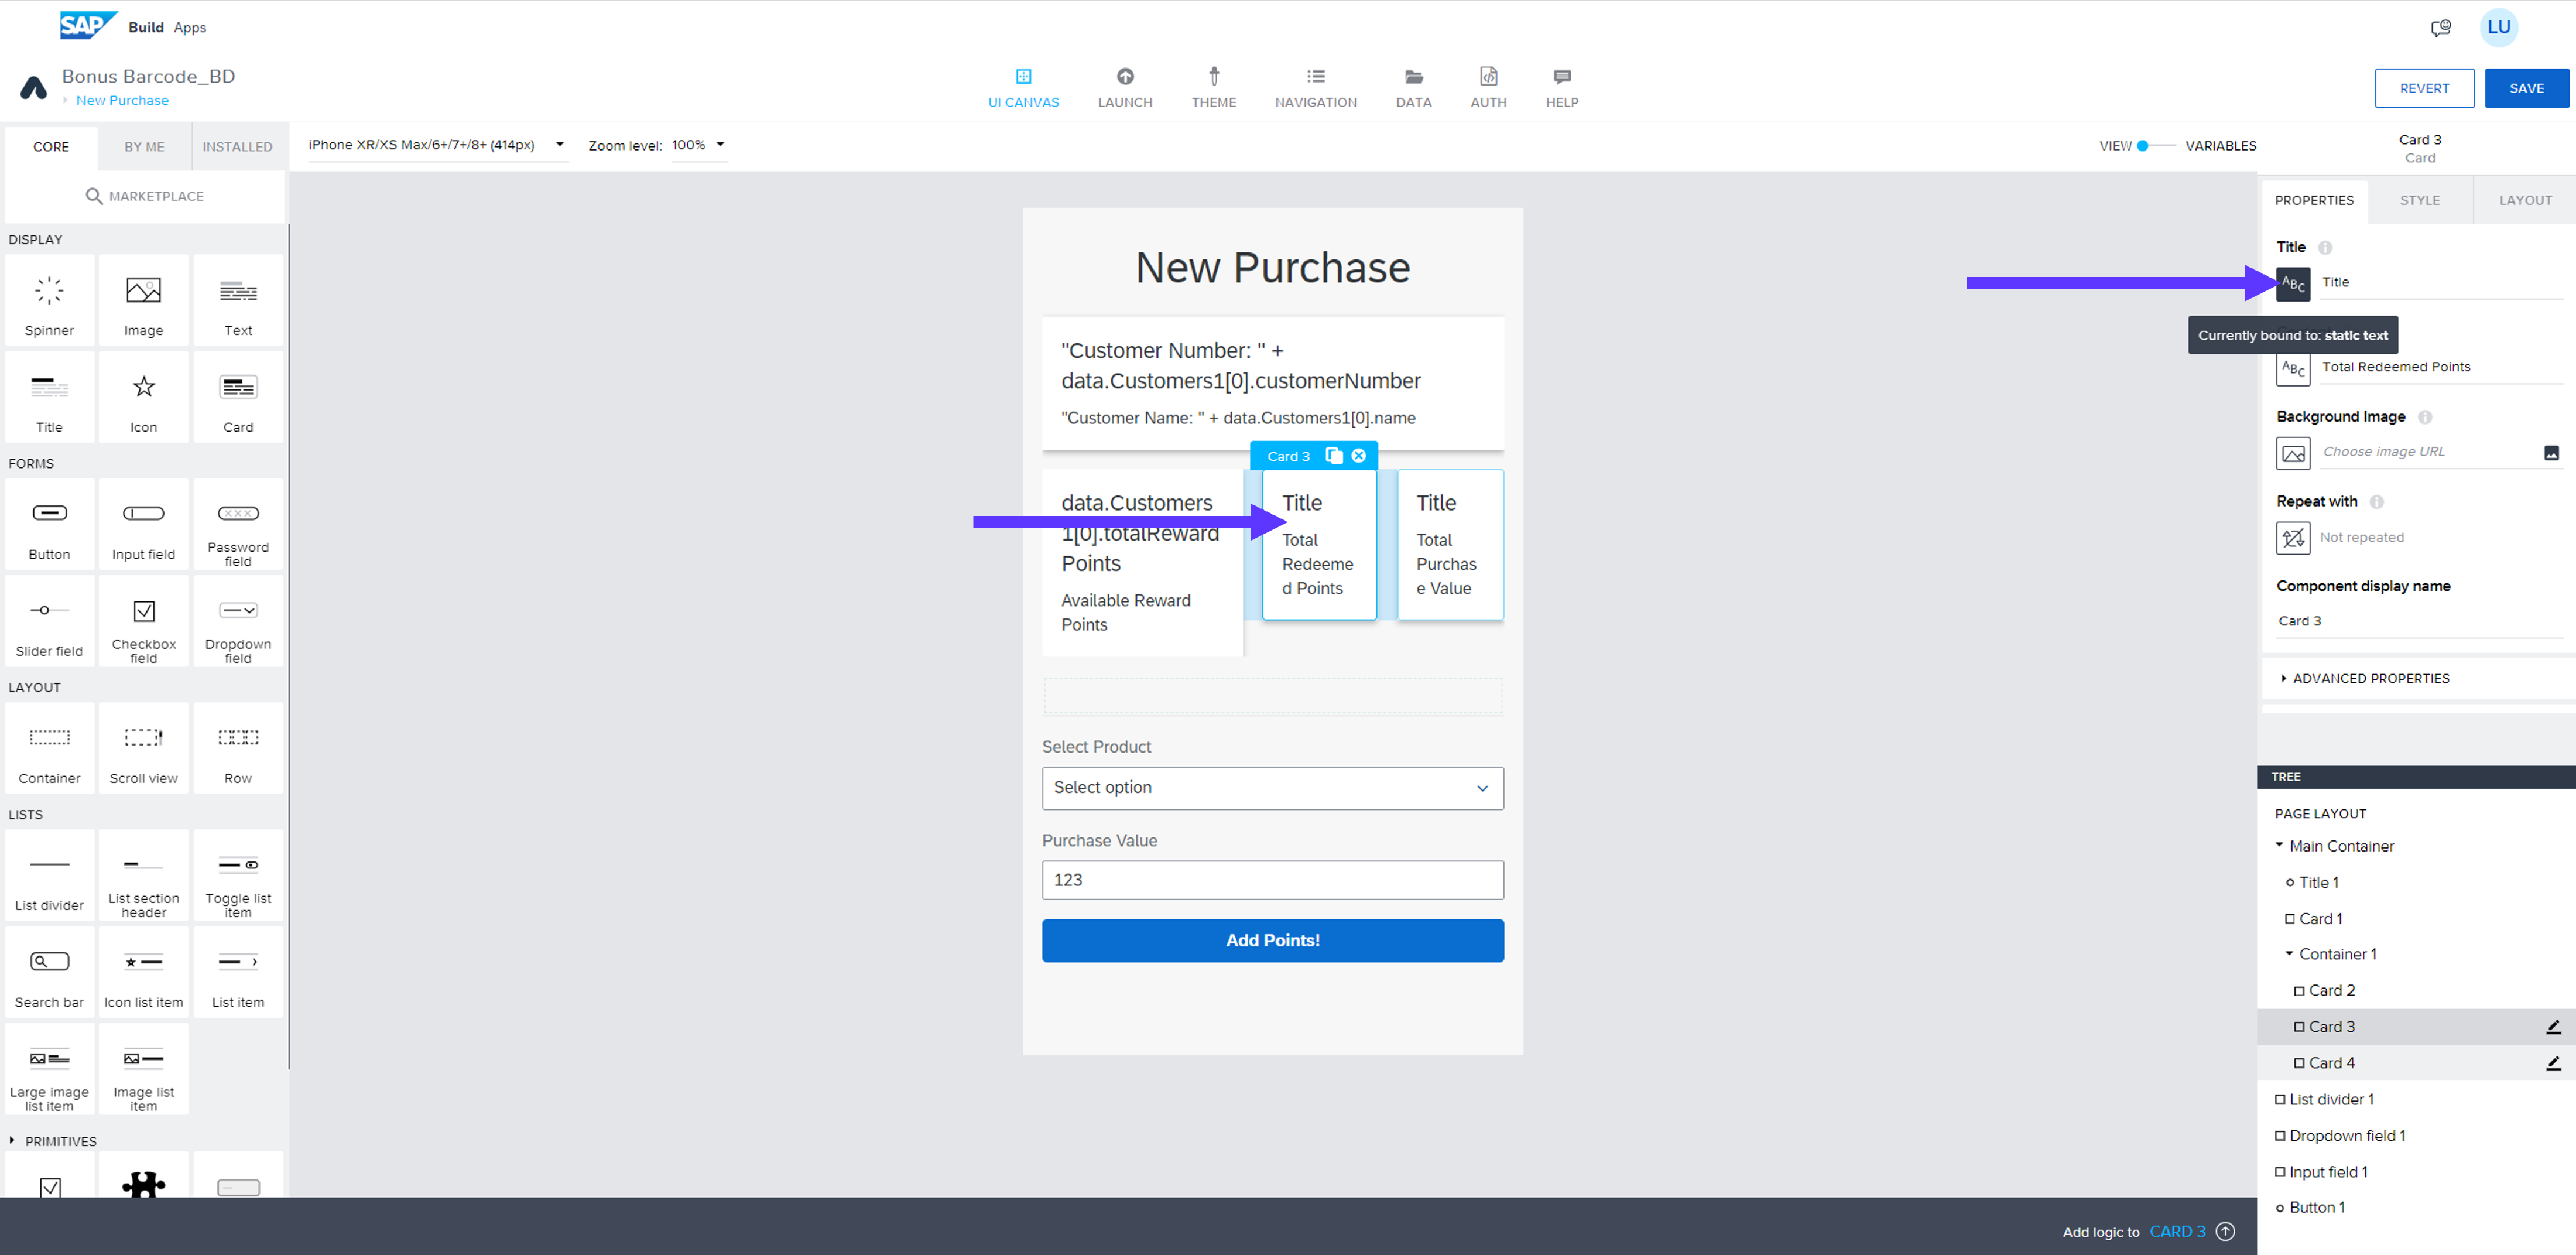 SAP Build Apps
LU
Bonus Barcode_BD
New Purchase
UI CANVAS
LAUNCH
THEME
NAVIGATION
DATA
AUTH
HELP
REVERT
SAVE
CORE
BY ME
INSTALLED
iPhone XR/XS Max/6+/7+/8+ (414px)
Zoom level: 100%
VIEW
VARIABLES
Card 3
Card
MARKETPLACE
DISPLAY
Spinner
Image
Text
Title
Icon
Card
FORMS
Button
Input field
Password
field
Slider field
Checkbox
field
Dropdown
field
LAYOUT
Container
Scroll view
Row
LISTS
List divider
List section
header
Toggle list
item
Search bar
Icon list item
List item
Large image
list item
Image list
item
PRIMITIVES
New Purchase
"Customer Number: " +
data.Customers1[0].customerNumber
"Customer Name: " + data.Customers1[0].name
Card 3
data.Customers
1[0].totalReward
Points
Available Reward
Points
Title
Total
Redeeme
d Points
Title
Total
Purchas
e Value
Select Product
Select option
Purchase Value
123
Add Points!
PROPERTIES
STYLE
LAYOUT
Title
ABC
Title
Currently bound to: static text
ABC
Total Redeemed Points
Background Image
Choose image URL
Repeat with
Not repeated
Component display name
Card 3
ADVANCED PROPERTIES
TREE
PAGE LAYOUT
Main Container
Title 1
Card 1
Container 1
Card 2
Card 3
Card 4
List divider 1
Dropdown field 1
Input field 1
Button 1
Add logic to CARD 3